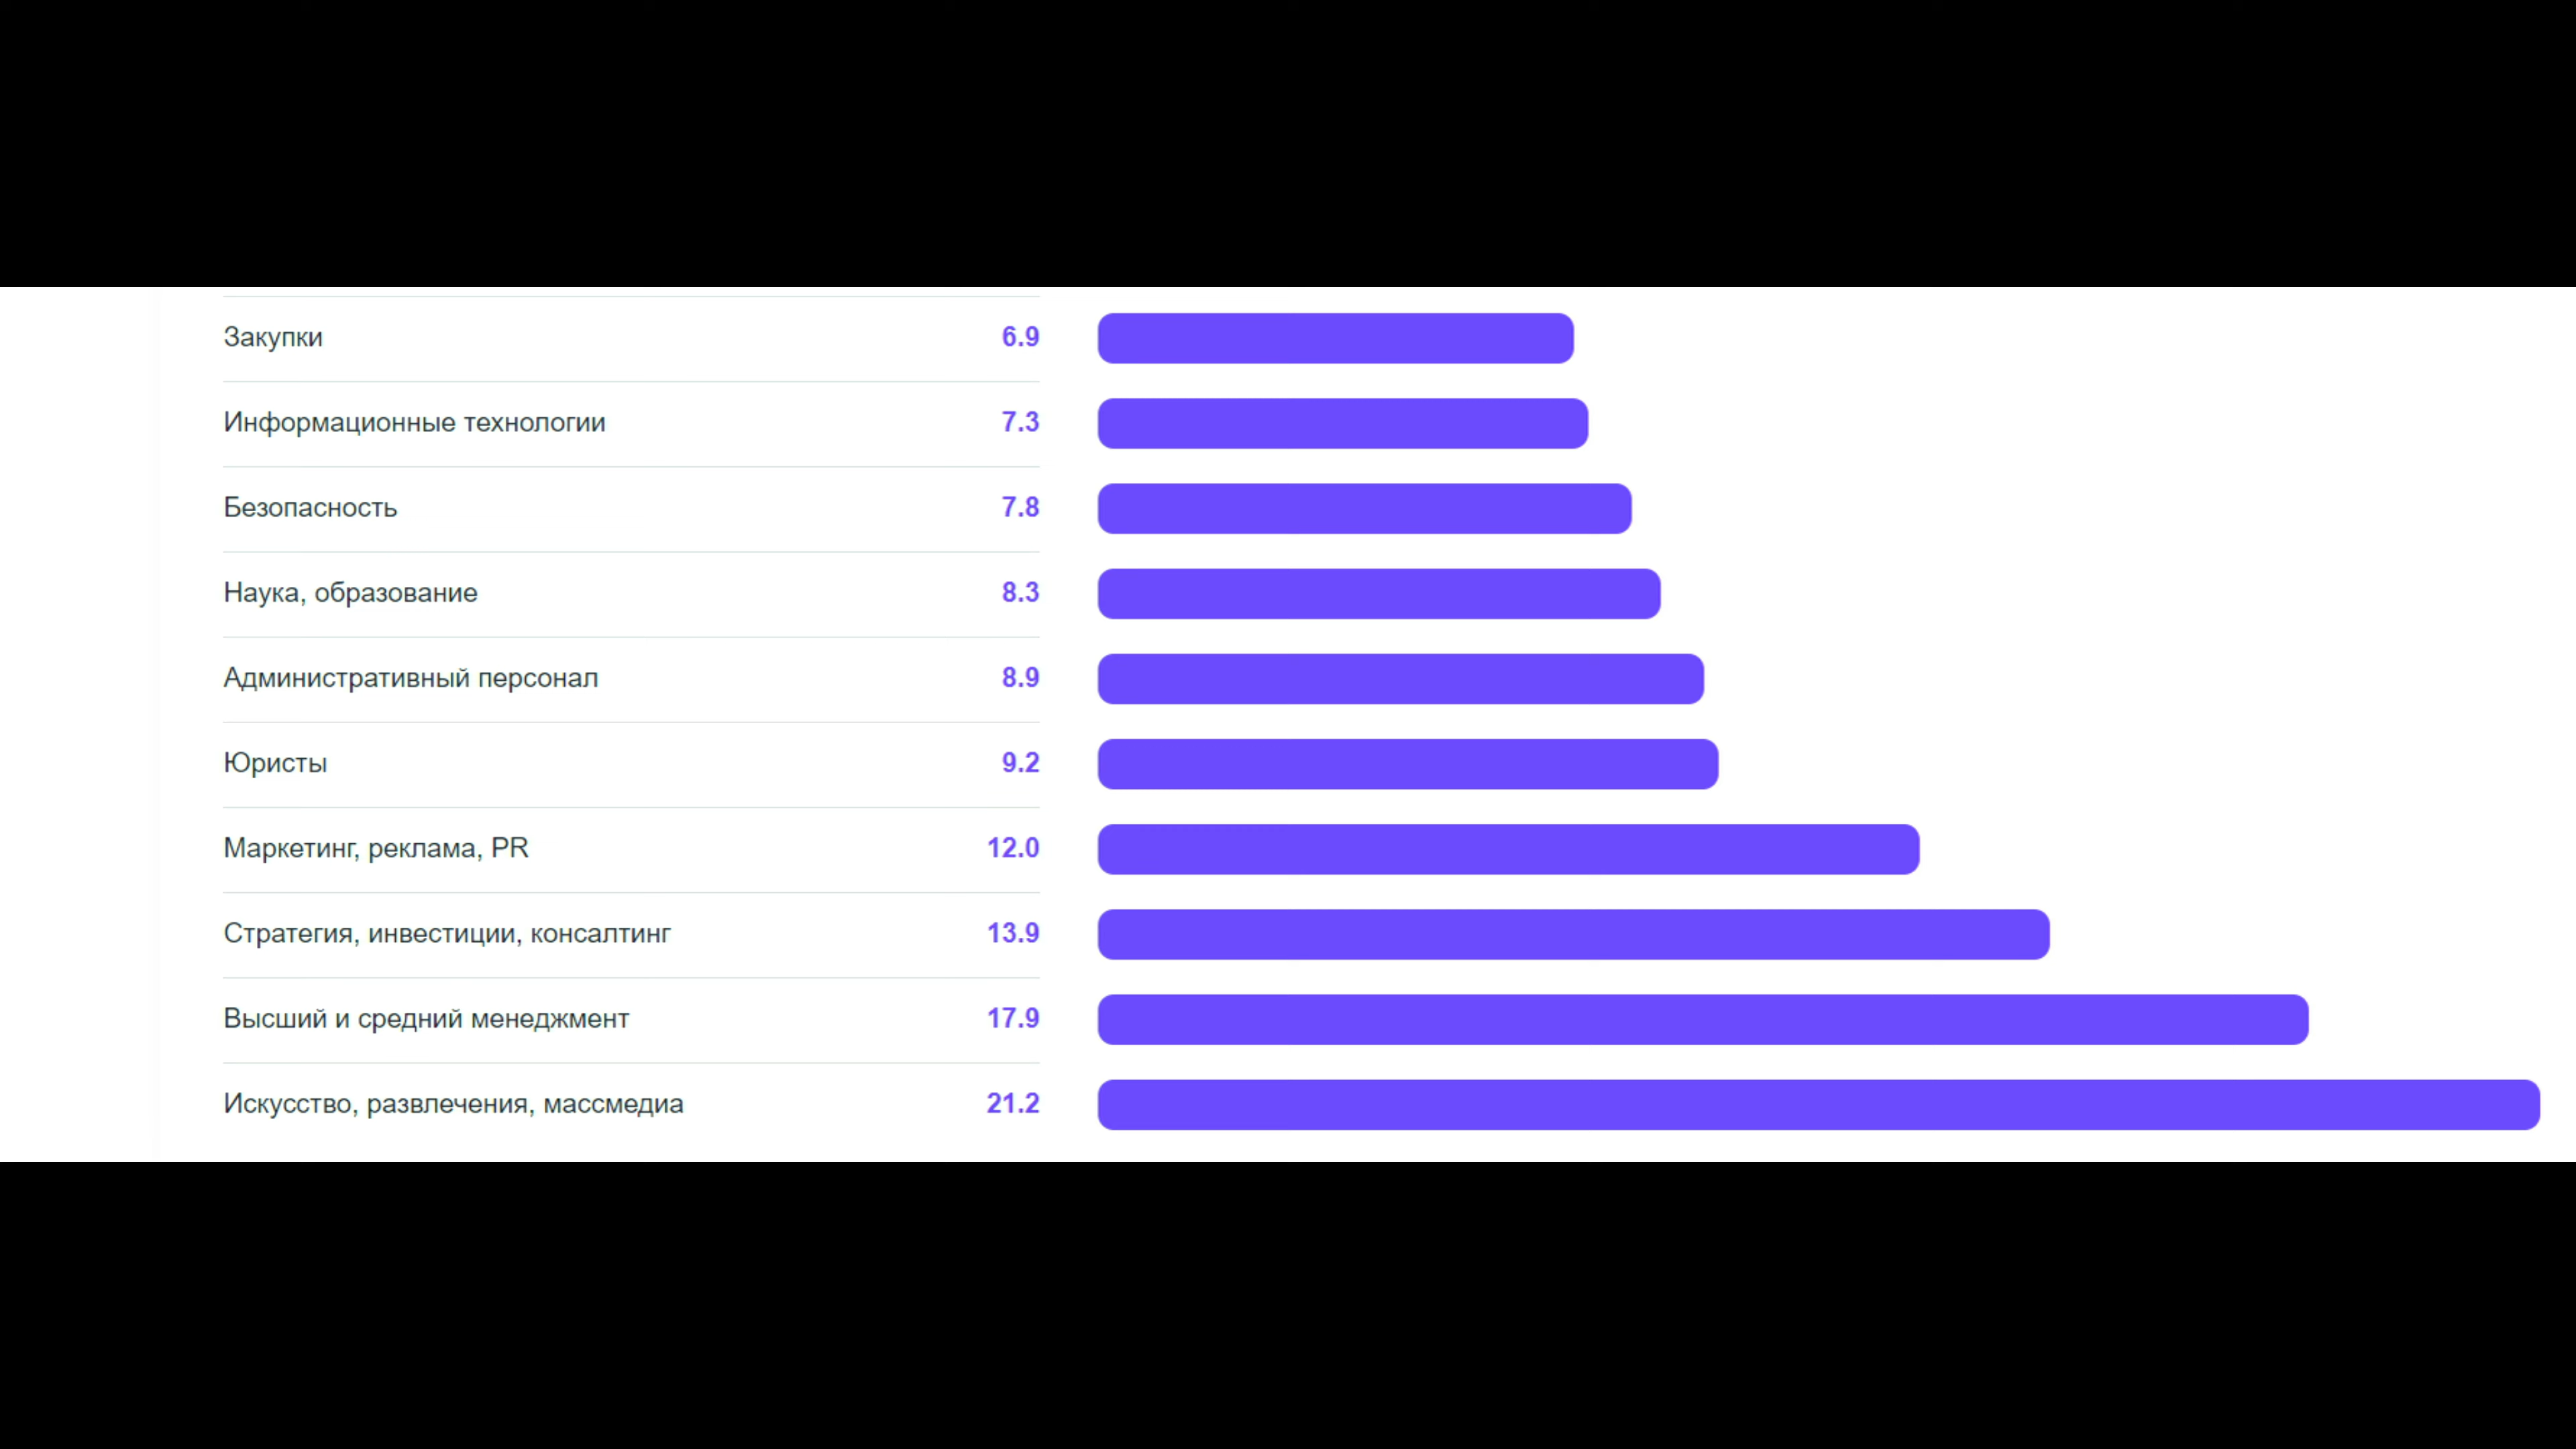 Закупки 6.9
Информационные технологии 7.3
Безопасность 7.8
Наука, образование 8.3
Административный персонал 8.9
Юристы 9.2
Маркетинг, реклама, PR 12.0
Стратегия, инвестиции, консалтинг 13.9
Высший и средний менеджмент 17.9
Искусство, развлечения, массмедиа 21.2